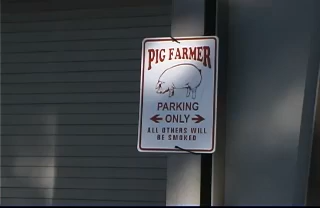 PIG FARMER
PARKING
ONLY
ALL OTHERS WILL
BE SMOKED